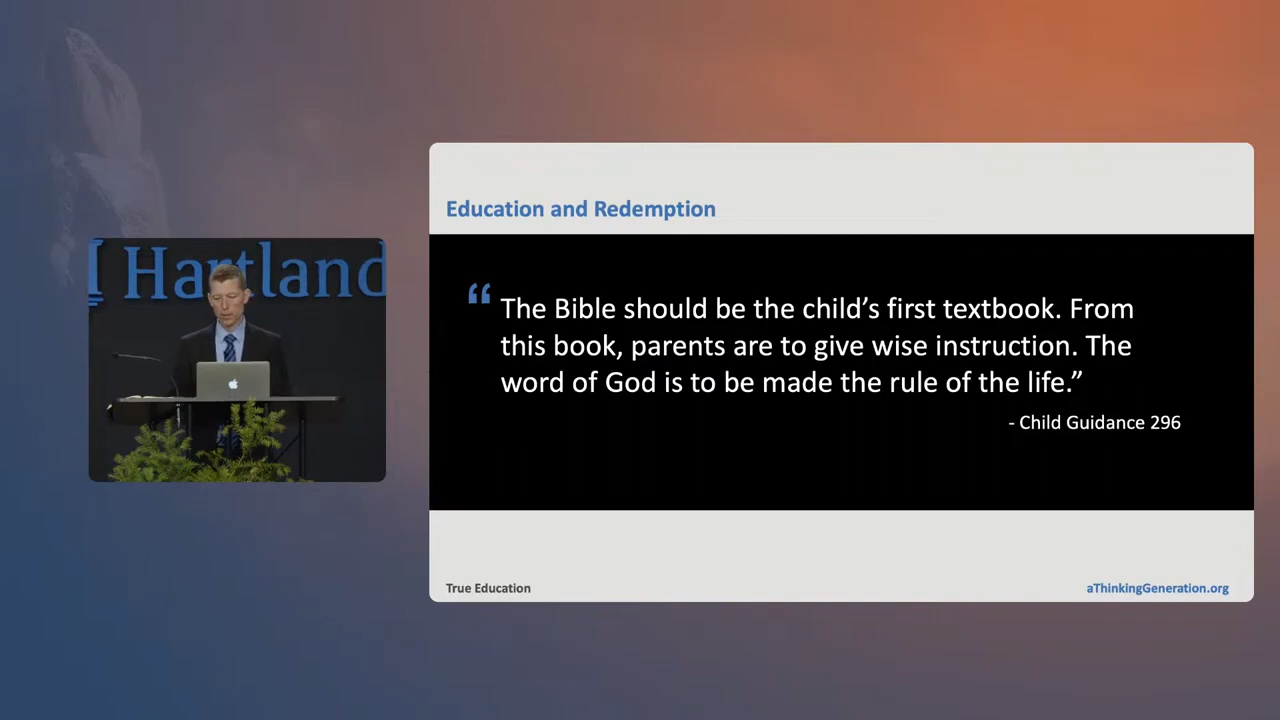 Hartland
Education and Redemption
“ The Bible should be the child’s first textbook. From
this book, parents are to give wise instruction. The
word of God is to be made the rule of the life.”
- Child Guidance 296
True Education
aThinkingGeneration.org